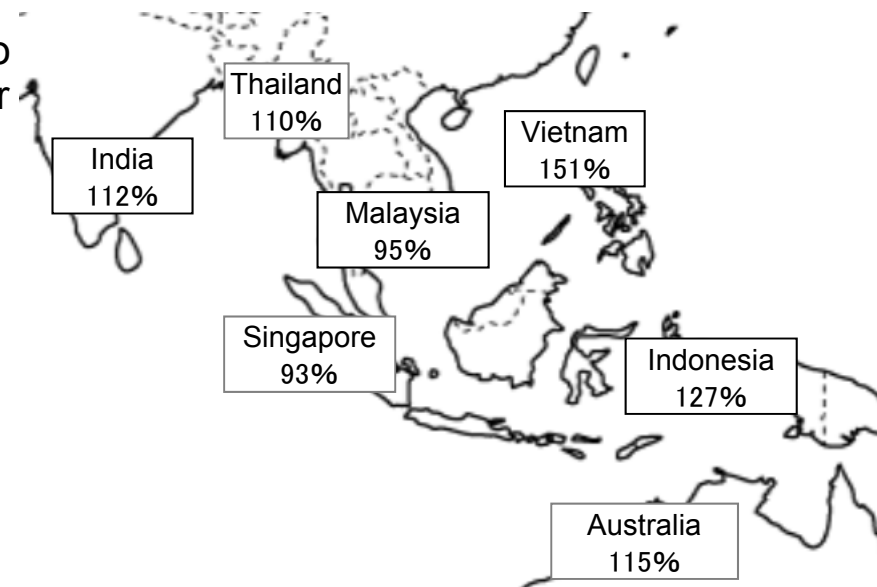 o
r
Thailand
110%
India
112%
Vietnam
151%
Malaysia
95%
Singapore
93%
Indonesia
127%
Australia
115%